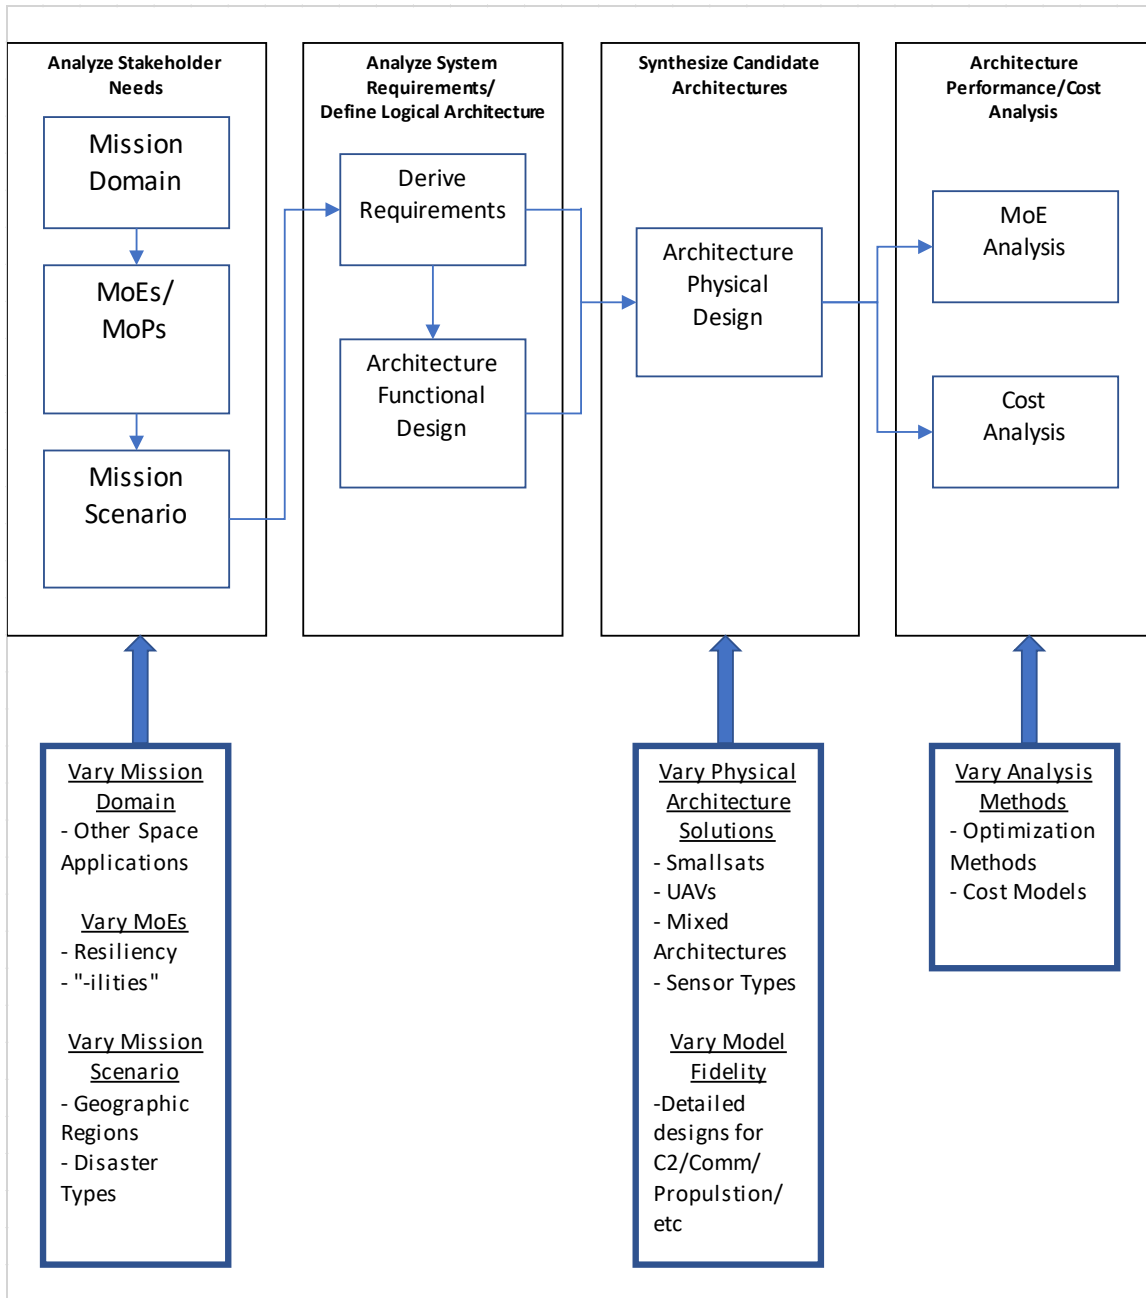 Analyze Stakeholder
Needs
Mission
Domain
MoEs/
MoPs
Mission
Scenario
Analyze System
Requirements/
Define Logical Architecture
Derive
Requirements
Architecture
Functional
Design
Synthesize Candidate
Architectures
Architecture
Physical
Design
Architecture
Performance/Cost
Analysis
MoE
Analysis
Cost
Analysis
Vary Mission
Domain
- Other Space
Applications
Vary MoEs
- Resiliency
- "-ilities"
Vary Mission
Scenario
- Geographic
Regions
- Disaster
Types
Vary Physical
Architecture
Solutions
- Smallsats
- UAVs
- Mixed
Architectures
- Sensor Types
Vary Model
Fidelity
-Detailed
designs for
C2/Comm/
Propulstion/
etc
Vary Analysis
Methods
- Optimization
Methods
- Cost Models